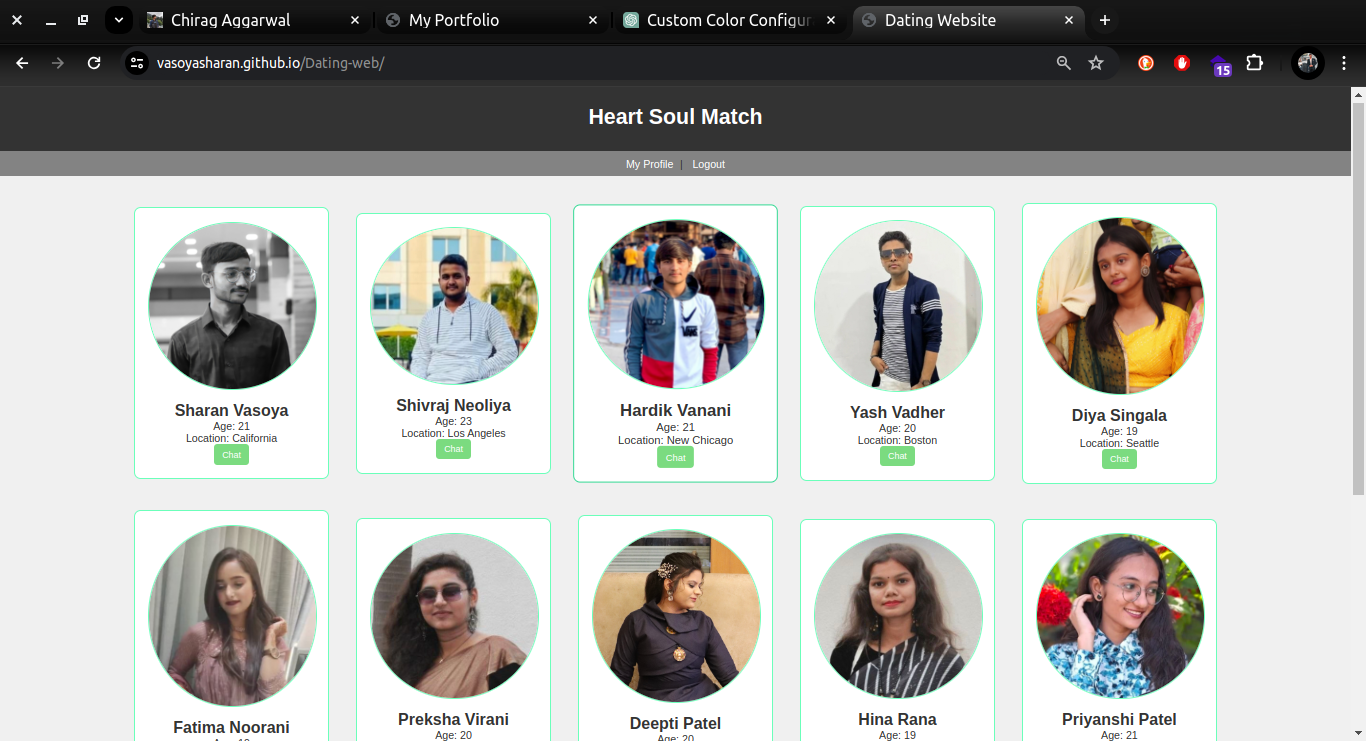 Chirag Aggarwal
My Portfolio
Custom Color Configur
Dating Website
vasoyasharan.github.io/Dating-web/
15
Heart Soul Match
My Profile | Logout
Sharan Vasoya
Age: 21
Location: California
Chat
Shivraj Neoliya
Age: 23
Location: Los Angeles
Chat
Hardik Vanani
Age: 21
Location: New Chicago
Chat
Yash Vadher
Age: 20
Location: Boston
Chat
Diya Singala
Age: 19
Location: Seattle
Chat
Fatima Noorani
Preksha Virani
Age: 20
Deepti Patel
Age: 20
Hina Rana
Age: 19
Priyanshi Patel
Age: 21